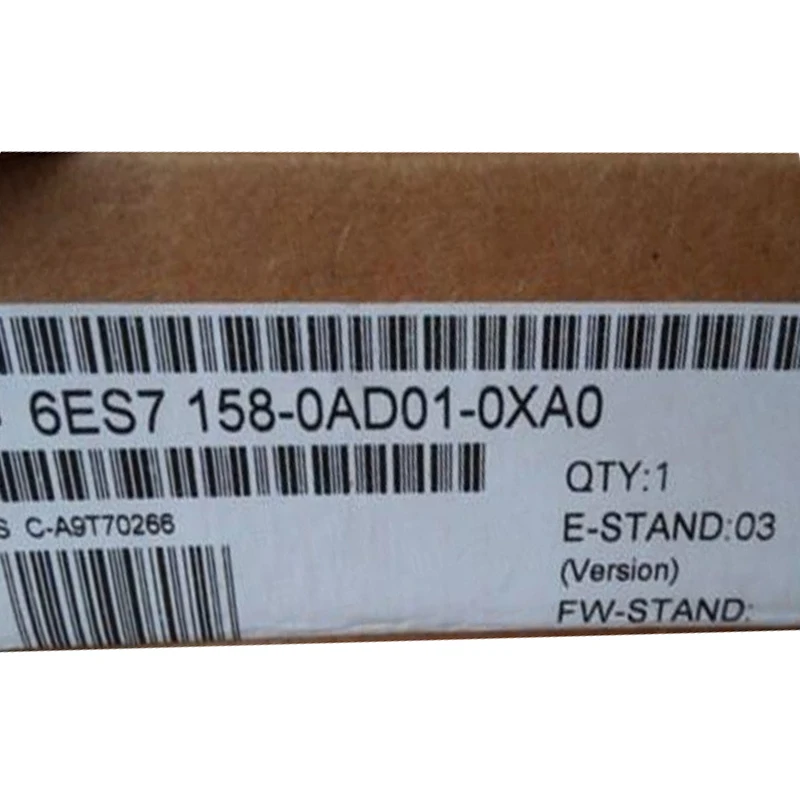 6ES7 158-0AD01-0XA0
QTY:1
S C-A9T70266
E-STAND:03
(Version)
FW-STAND: